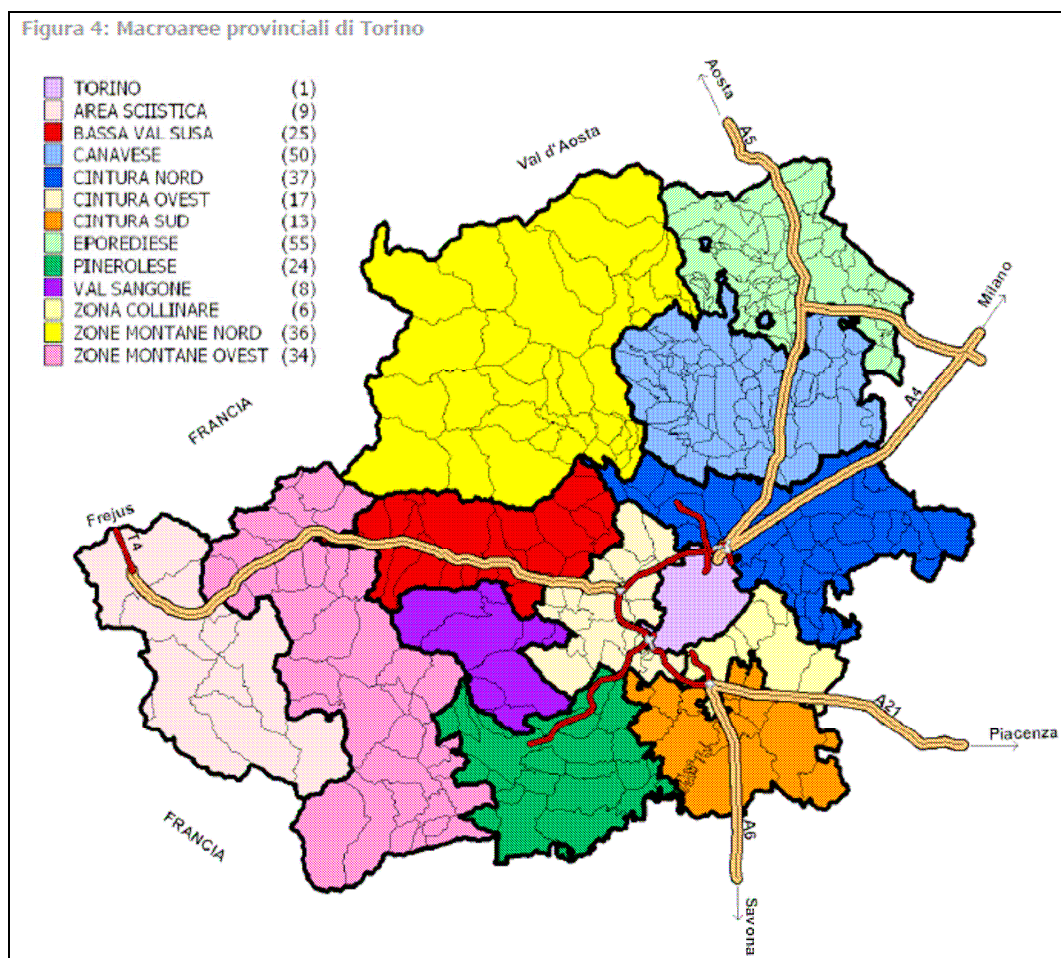 Figura 4: Macroaree provinciali di Torino
TORINO (1)
AREA SCIISTICA (9)
BASSA VAL SUSA (25)
CANAVESE (50)
CINTURA NORD (37)
CINTURA OVEST (17)
CINTURA SUD (13)
EPOREDIESE (55)
PINEROLESE (24)
VAL SANGONE (8)
ZONA COLLINARE (6)
ZONE MONTANE NORD (36)
ZONE MONTANE OVEST (34)
Aosta
A5
Val d'Aosta
Milano
A4
FRANCIA
Frejus
T4
A21
Piacenza
FRANCIA
A6
Savona